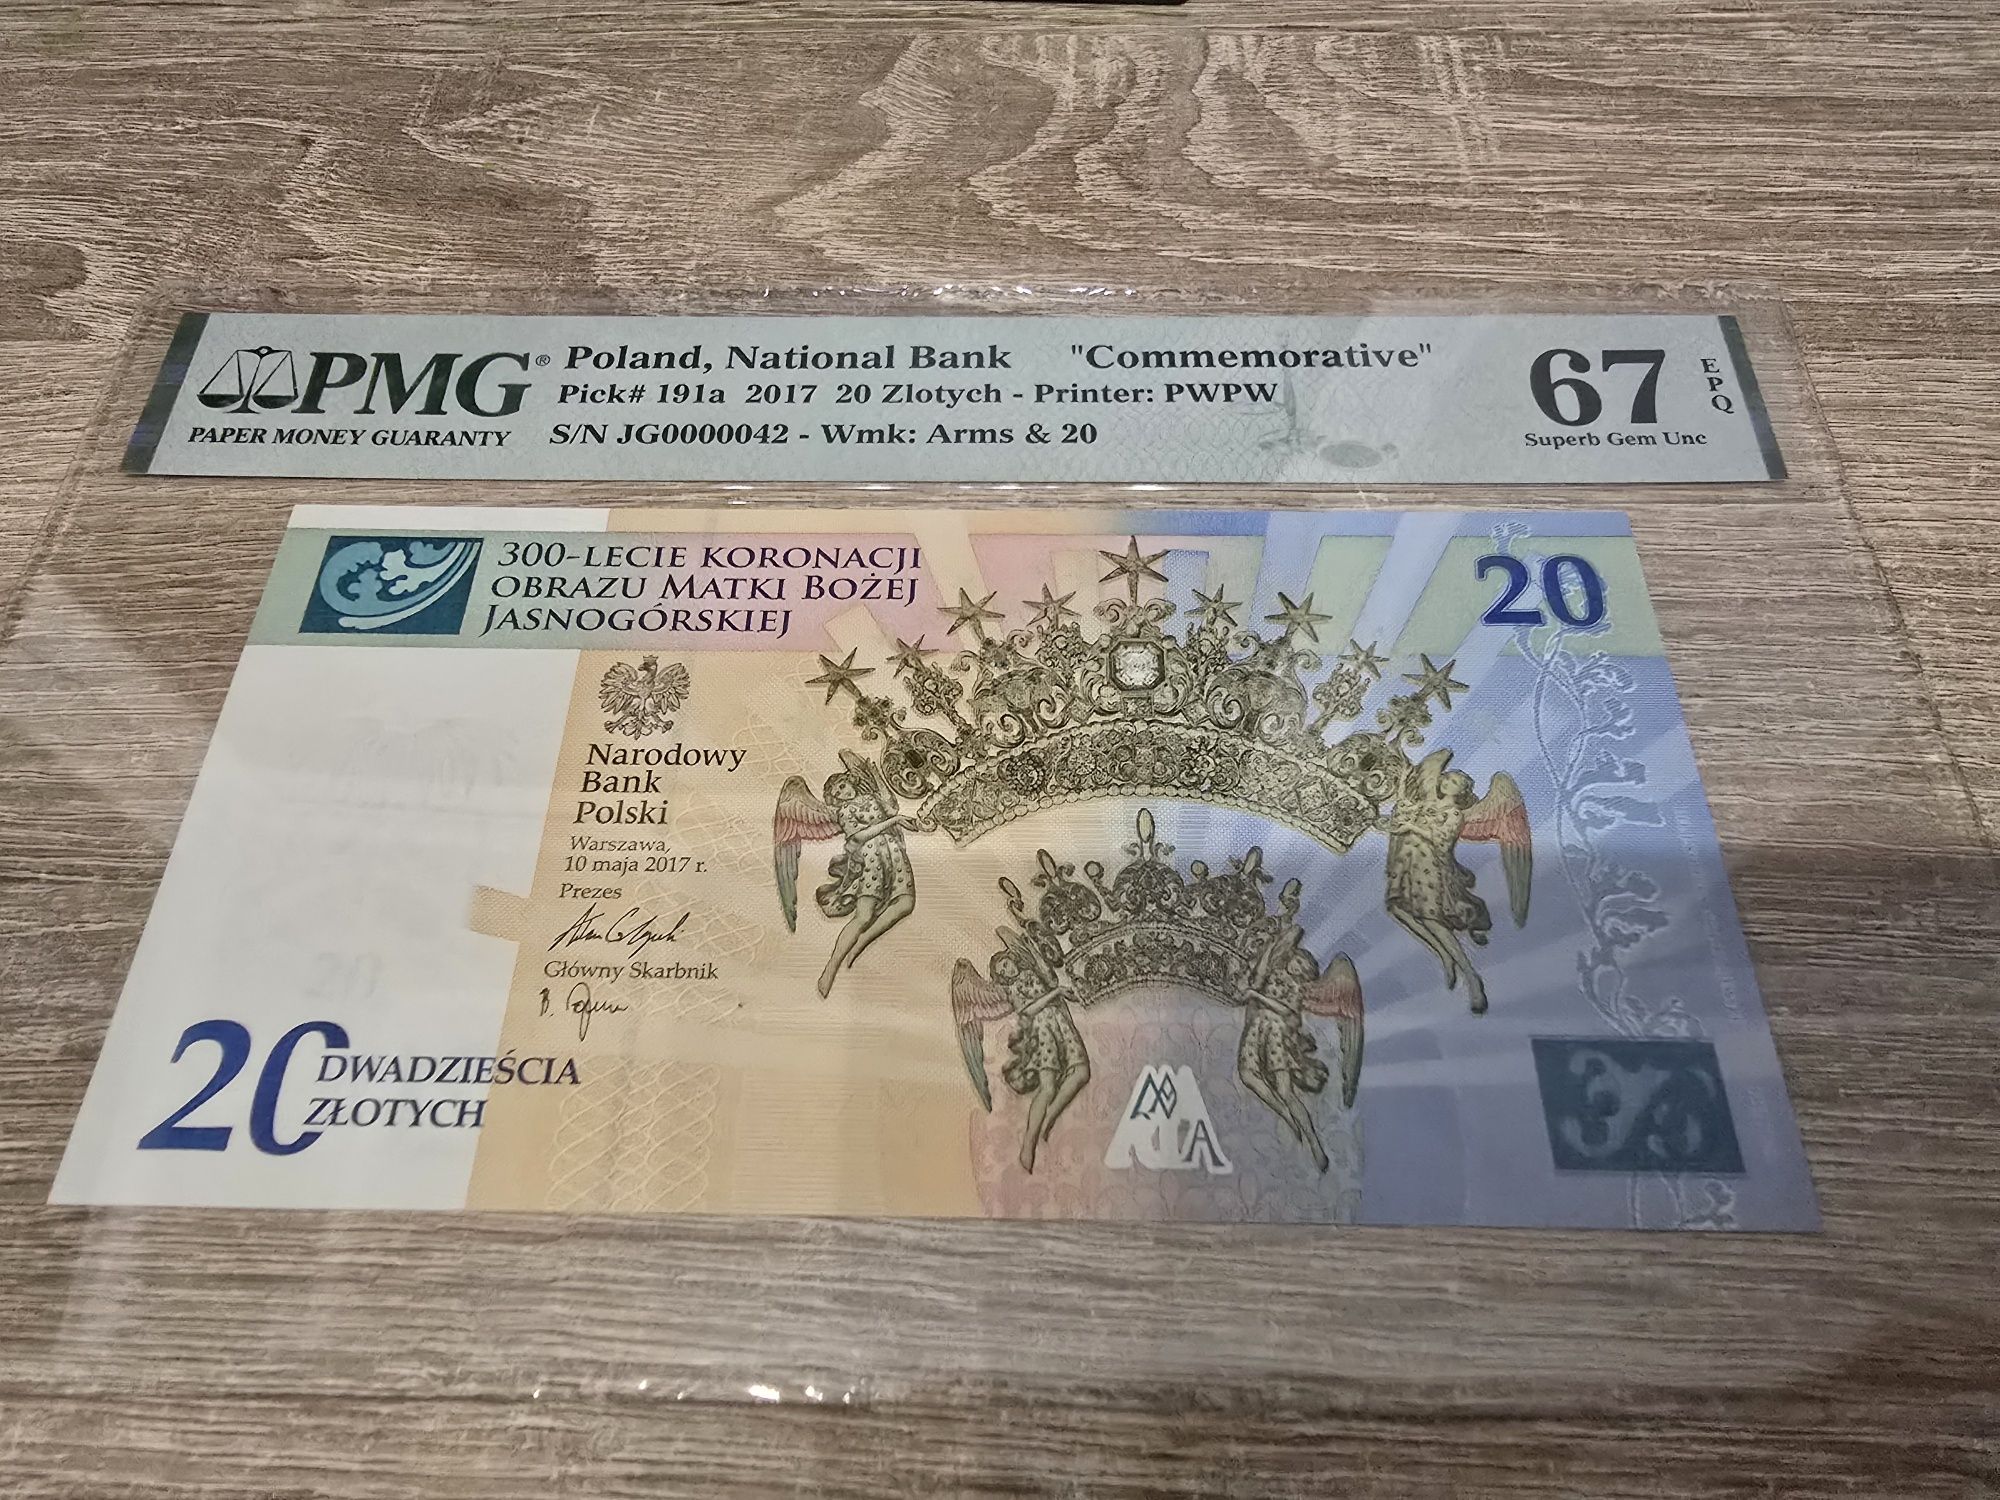 PMG® Poland, National Bank "Commemorative" 67 EPQ
Pick# 191a 2017 20 Zlotych - Printer: PWPW
PAPER MONEY GUARANTY S/N JG0000042 - Wmk: Arms & 20 Superb Gem Unc
300-LECIE KORONACJI
OBRAZU MATKI BOŻEJ
JASNOGÓRSKIEJ
20
Narodowy
Bank
Polski
Warszawa,
10 maja 2017 r.
Prezes
Główny Skarbnik
20 DWADZIEŚCIA
ZŁOTYCH